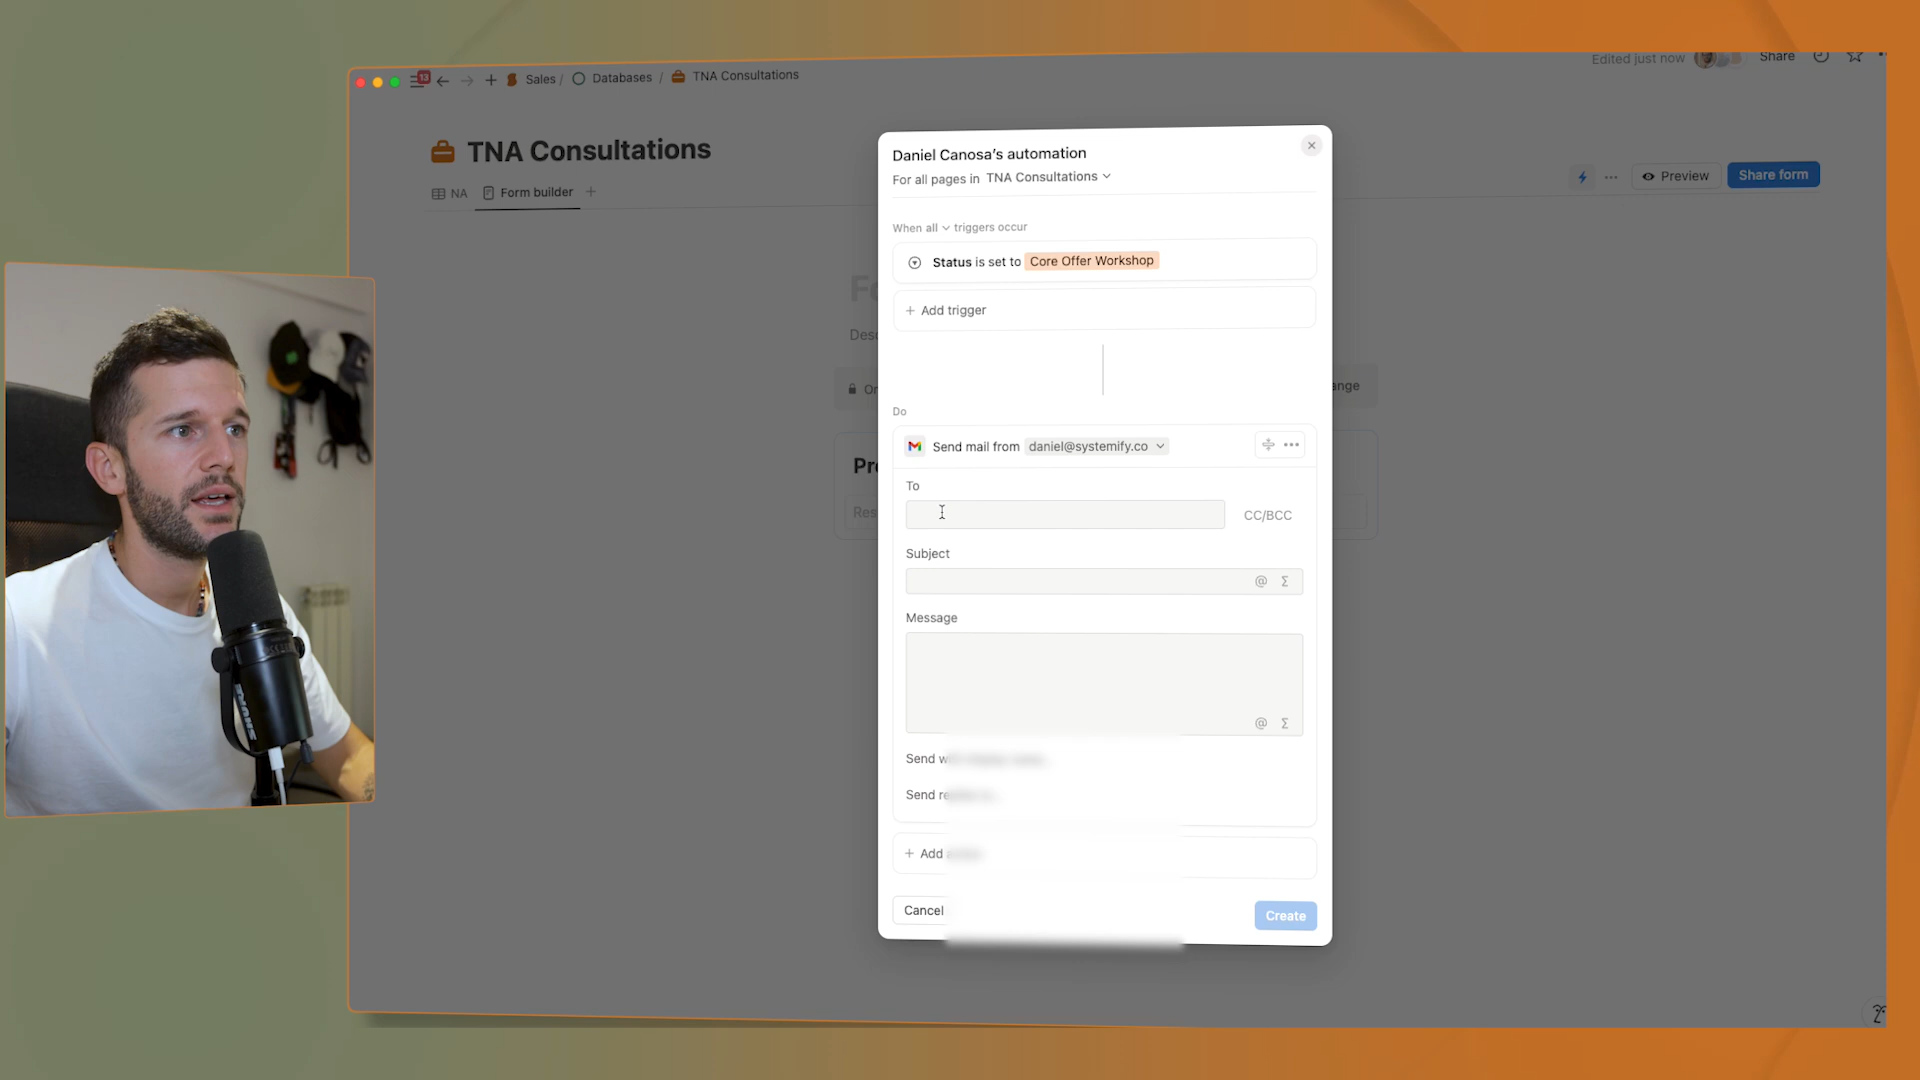 Edited just now
Share
13
Sales / Databases / TNA Consultations
TNA Consultations
NA
Form builder
Preview
Share form
Daniel Canosa's automation
For all pages in TNA Consultations
When all triggers occur
Status is set to Core Offer Workshop
+ Add trigger
Do
Send mail from daniel@systemify.co
To
CC/BCC
Subject
@ Σ
Message
@ Σ
Send
Send
+ Add
Cancel
Create